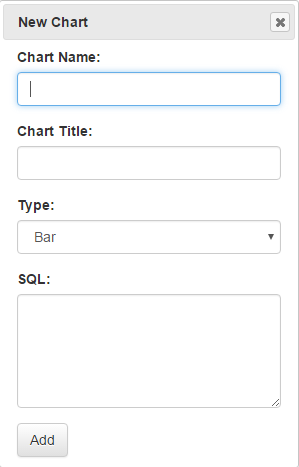 New Chart
Chart Name:
Chart Title:
Type:
Bar
SQL:
Add